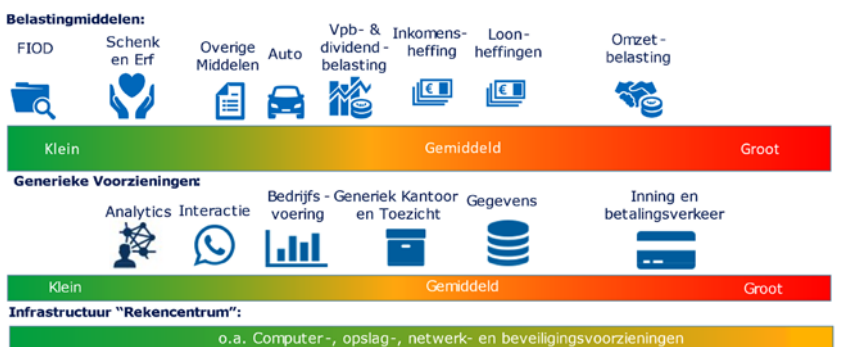 Belastingmiddelen:
FIOD
Schenk
en Erf
Overige
Middelen
Auto
Vpb- &
dividend-
belasting
Inkomens-
heffing
Loon-
heffingen
Omzet-
belasting
Klein Gemiddeld Groot
Generieke Voorzieningen:
Analytics
Interactie
Bedrijfs-
voering
Generiek Kantoor
en Toezicht
Gegevens
Inning en
betalingsverkeer
Klein Gemiddeld Groot
Infrastructuur “Rekencentrum”:
o.a. Computer-, opslag-, netwerk- en beveiligingsvoorzieningen